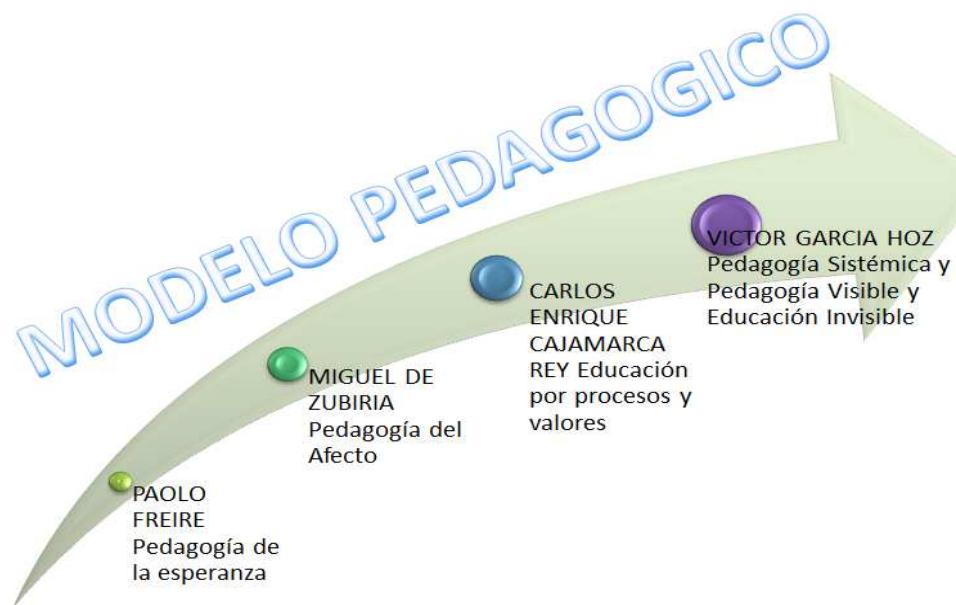 MODELO PEDAGOGICO
PAOLO
FREIRE
Pedagogía de
la esperanza
MIGUEL DE
ZUBIRIA
Pedagogía del
Afecto
CARLOS
ENRIQUE
CAJAMARCA
REY Educación
por procesos y
valores
VICTOR GARCIA HOZ
Pedagogía Sistémica y
Pedagogía Visible y
Educación Invisible